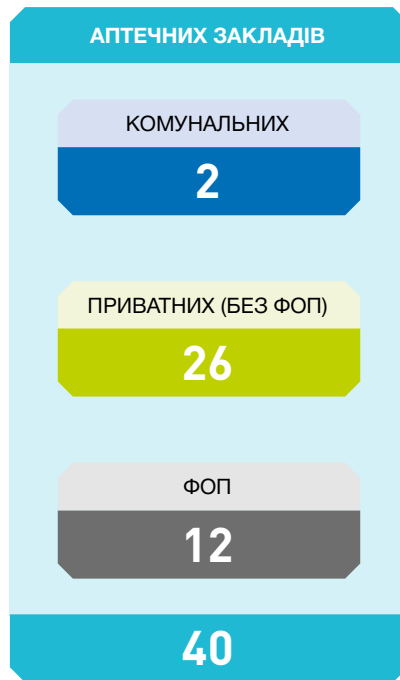 АПТЕЧНИХ ЗАКЛАДІВ
КОМУНАЛЬНИХ
2
ПРИВАТНИХ (БЕЗ ФОП)
26
ФОП
12
40